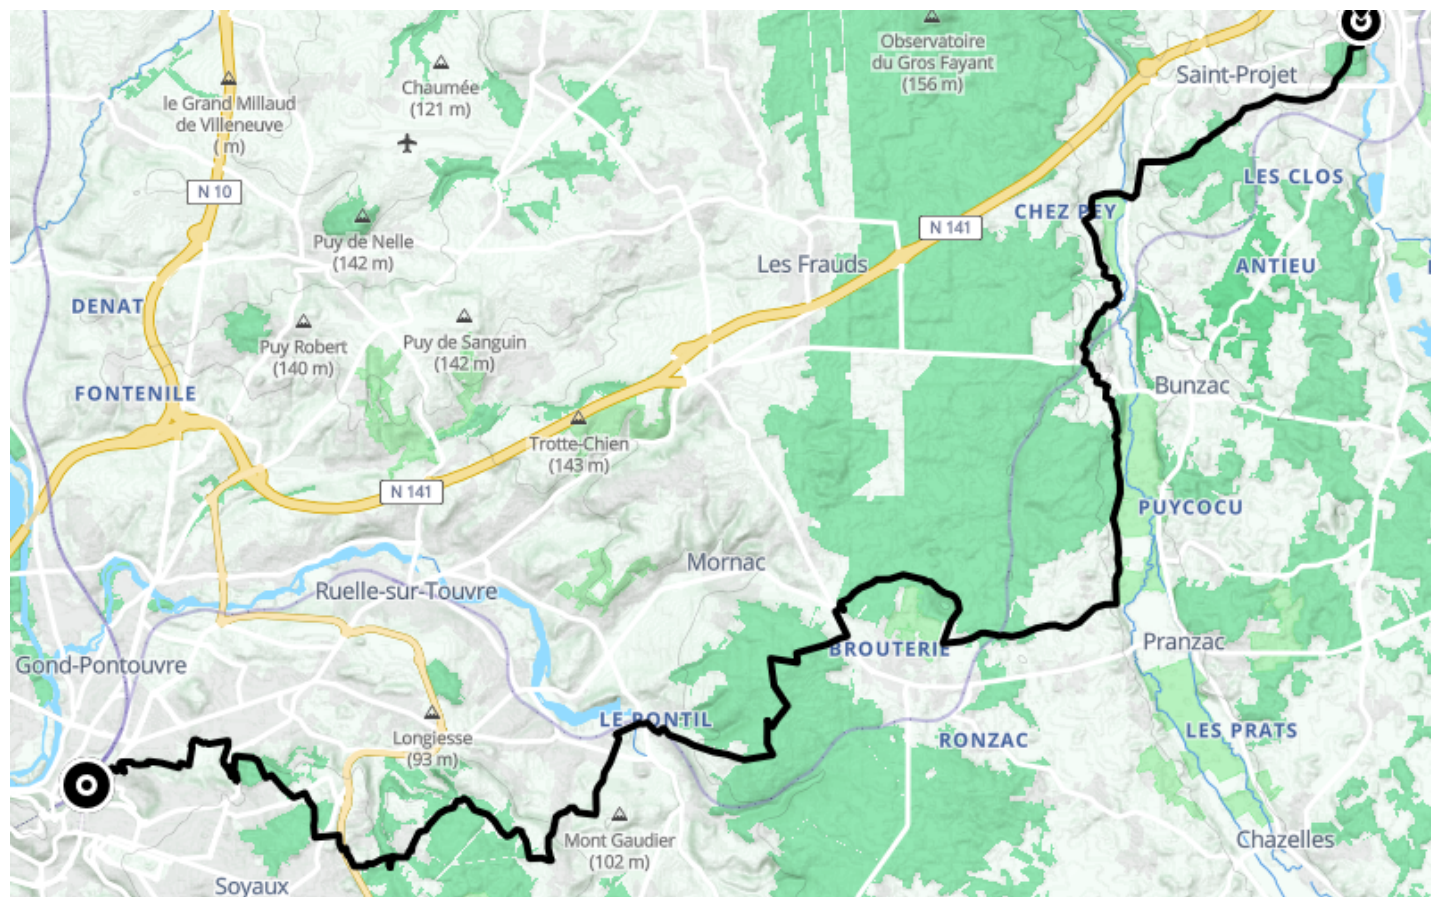 Observatoire
du Gros Fayant
(156 m)
Saint-Projet
Chaumée
(121 m)
le Grand Millaud
de Villeneuve
( m)
N 10
LES CLOS
CHEZ PEY
N 141
Puy de Nelle
(142 m)
Les Frauds
ANTIEU
DENAT
Puy Robert
(140 m)
Puy de Sanguin
(142 m)
FONTENILE
Bunzac
Trotte-Chien
(143 m)
N 141
PUYCOCU
Mornac
Ruelle-sur-Touvre
BROUTERIE
Pranzac
Gond-Pontouvre
LE PONTIL
LES PRATS
Longiesse
(93 m)
RONZAC
Mont Gaudier
(102 m)
Chazelles
Soyaux